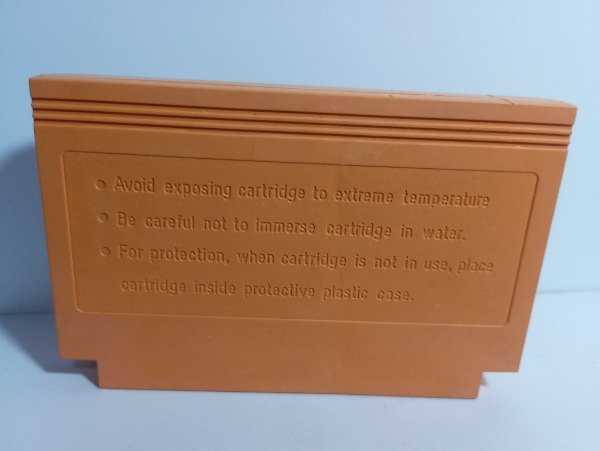 ● Avoid exposing cartridge to extreme temperature
● Be careful not to immerse cartridge in water.
● For protection, when cartridge is not in use, place
cartridge inside protective plastic case.